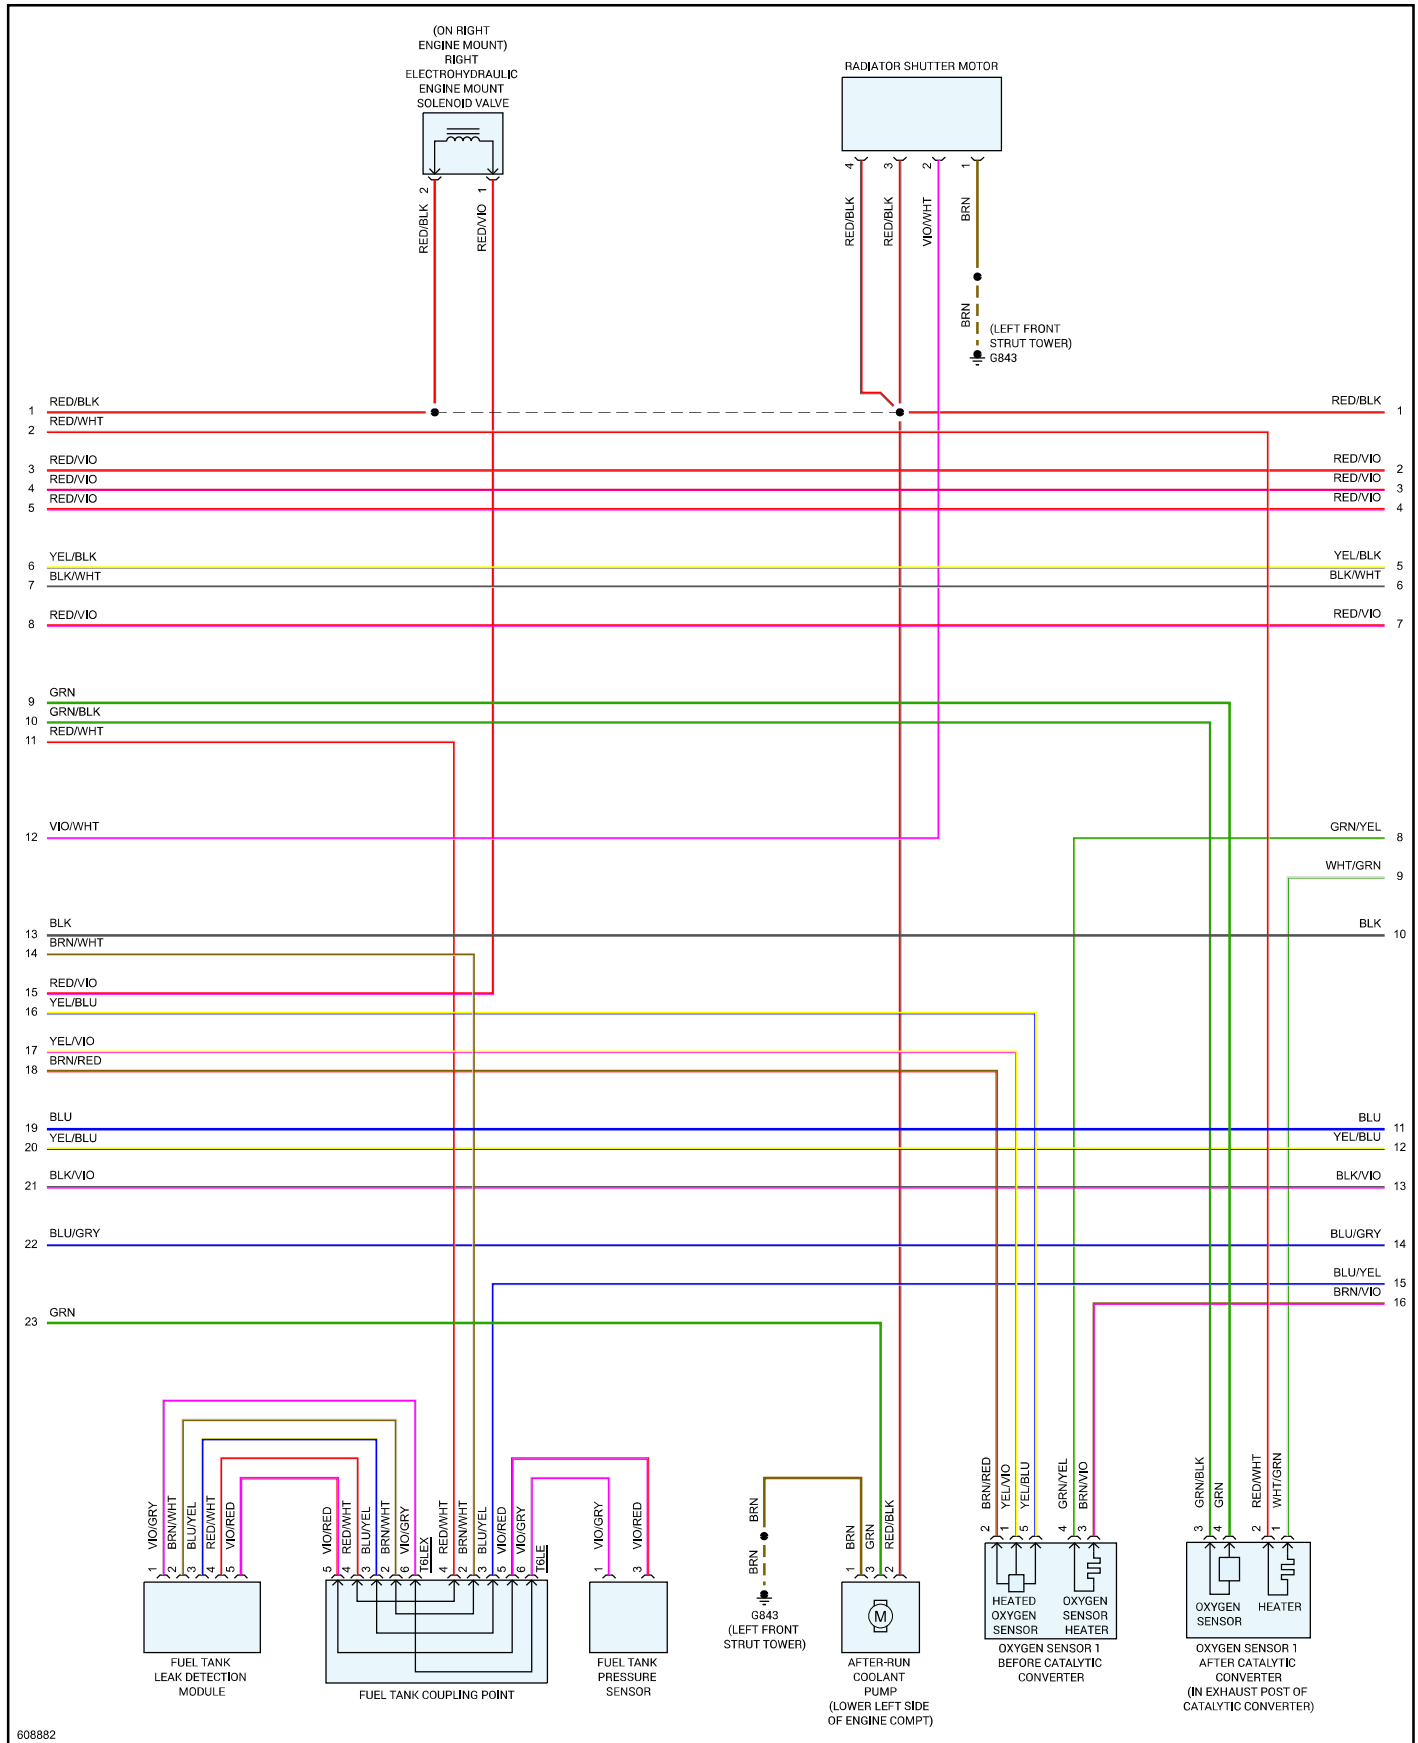 (ON RIGHT
ENGINE MOUNT)
RIGHT
ELECTROHYDRAULIC
ENGINE MOUNT
SOLENOID VALVE
RADIATOR SHUTTER MOTOR
2
1
RED/BLK
RED/VIO
4
3
2
1
RED/BLK
RED/BLK
VIO/WHT
BRN
BRN
(LEFT FRONT
STRUT TOWER)
G843
1 RED/BLK
RED/BLK 1
2 RED/WHT
3 RED/VIO
RED/VIO 2
4 RED/VIO
RED/VIO 3
5 RED/VIO
RED/VIO 4
6 YEL/BLK
YEL/BLK 5
7 BLK/WHT
BLK/WHT 6
8 RED/VIO
RED/VIO 7
9 GRN
10 GRN/BLK
11 RED/WHT
12 VIO/WHT
GRN/YEL 8
WHT/GRN 9
13 BLK
BLK 10
14 BRN/WHT
15 RED/VIO
16 YEL/BLU
17 YEL/VIO
18 BRN/RED
19 BLU
BLU 11
20 YEL/BLU
YEL/BLU 12
21 BLK/VIO
BLK/VIO 13
22 BLU/GRY
BLU/GRY 14
BLU/YEL 15
BRN/VIO 16
23 GRN
1 VIO/GRY
2 BRN/WHT
3 BLU/YEL
4 RED/WHT
5 VIO/RED
FUEL TANK
LEAK DETECTION
MODULE
5 VIO/RED
4 RED/WHT
3 BLU/YEL
2 BRN/WHT
6 VIO/GRY
T6LEX
4 RED/WHT
2 BRN/WHT
3 BLU/YEL
5 VIO/RED
6 VIO/GRY
T6LE
FUEL TANK COUPLING POINT
1 VIO/GRY
3 VIO/RED
FUEL TANK
PRESSURE
SENSOR
BRN
BRN
G843
(LEFT FRONT
STRUT TOWER)
1 BRN
3 GRN
2 RED/BLK
M
AFTER-RUN
COOLANT
PUMP
(LOWER LEFT SIDE
OF ENGINE COMPT)
2 BRN/RED
1 YEL/VIO
5 YEL/BLU
4 GRN/YEL
3 BRN/VIO
HEATED
OXYGEN
SENSOR
OXYGEN
SENSOR
HEATER
OXYGEN SENSOR 1
BEFORE CATALYTIC
CONVERTER
3 GRN/BLK
4 GRN
2 RED/WHT
1 WHT/GRN
OXYGEN
SENSOR
HEATER
OXYGEN SENSOR 1
AFTER CATALYTIC
CONVERTER
(IN EXHAUST POST OF
CATALYTIC CONVERTER)
608882